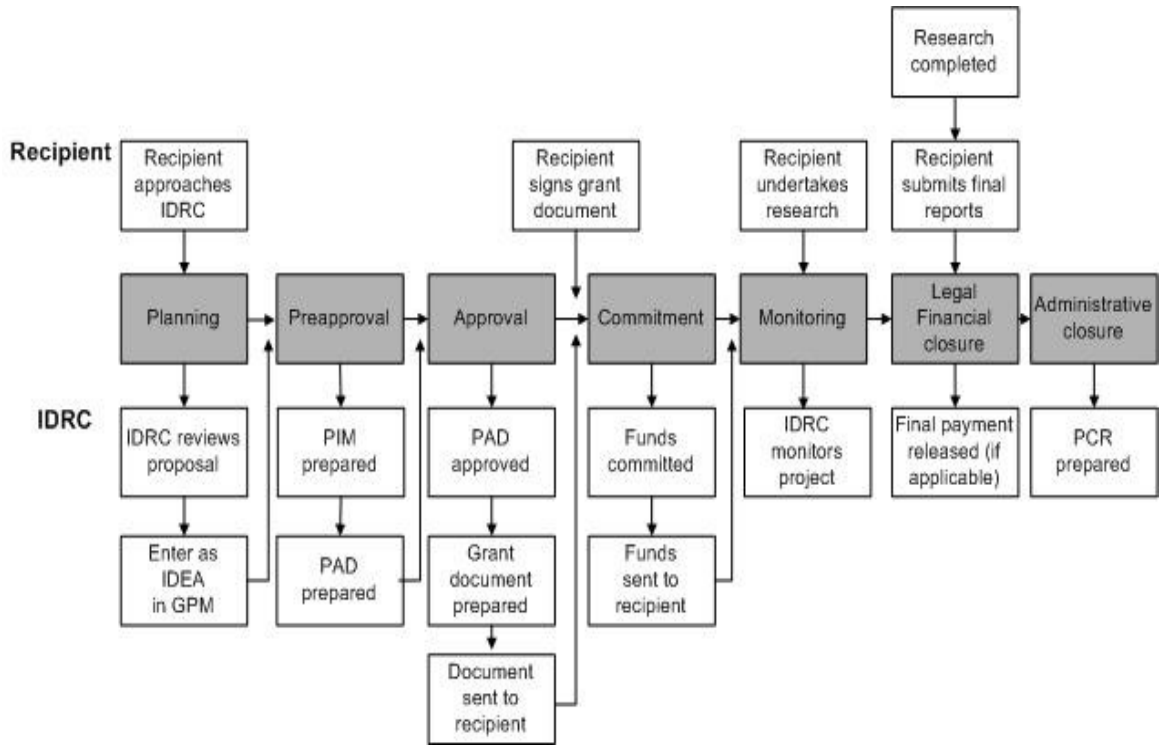 Research
completed
Recipient
Recipient
approaches
IDRC
Recipient
signs grant
document
Recipient
undertakes
research
Recipient
submits final
reports
Planning
Preapproval
Approval
Commitment
Monitoring
Legal
Financial
closure
Administrative
closure
IDRC
IDRC reviews
proposal
PIM
prepared
PAD
approved
Funds
committed
IDRC
monitors
project
Final payment
released (if
applicable)
PCR
prepared
Enter as
IDEA
in GPM
PAD
prepared
Grant
document
prepared
Funds
sent to
recipient
Document
sent to
recipient